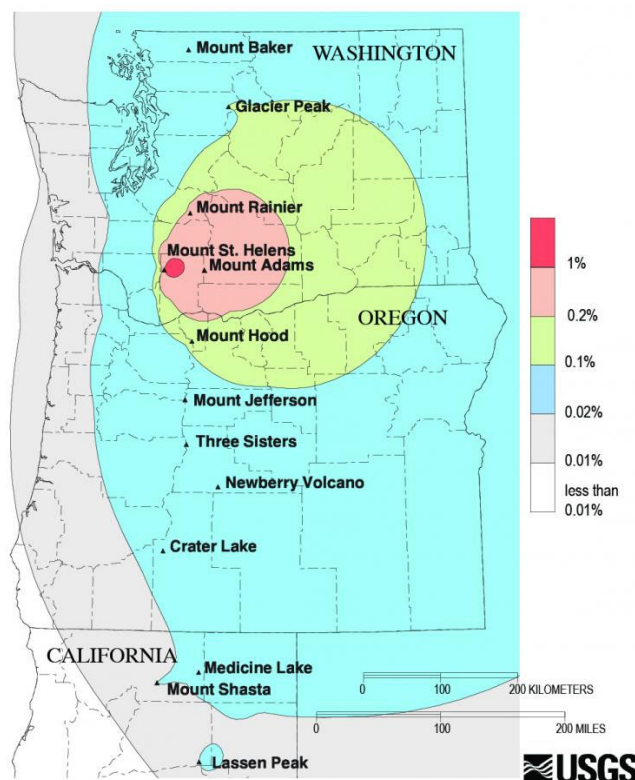 Mount Baker
WASHINGTON
Glacier Peak
Mount Rainier
Mount St. Helens
Mount Adams
1%
0.2%
OREGON
Mount Hood
0.1%
0.02%
Mount Jefferson
Three Sisters
0.01%
Newberry Volcano
less than
0.01%
Crater Lake
CALIFORNIA
Medicine Lake
Mount Shasta
0 100 200 KILOMETERS
0 100 200 MILES
Lassen Peak
USGS